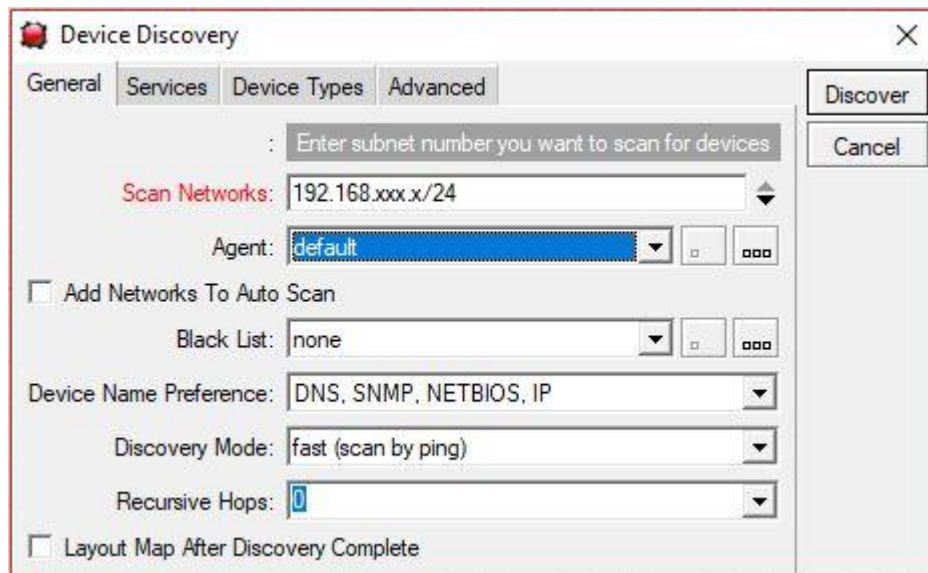 Device Discovery
General Services Device Types Advanced
Discover
: Enter subnet number you want to scan for devices
Cancel
Scan Networks: 192.168.xxx.x/24
Agent: default
Add Networks To Auto Scan
Black List: none
Device Name Preference: DNS, SNMP, NETBIOS, IP
Discovery Mode: fast (scan by ping)
Recursive Hops: 0
Layout Map After Discovery Complete